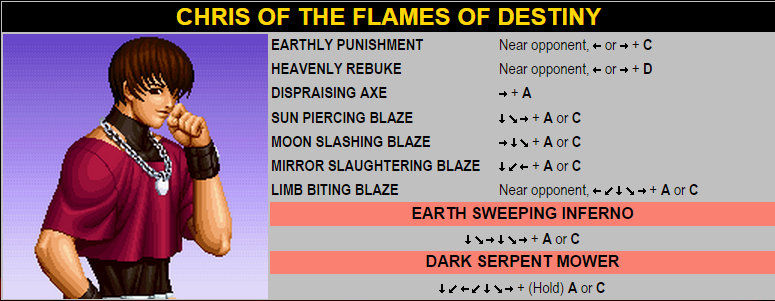 CHRIS OF THE FLAMES OF DESTINY
EARTHLY PUNISHMENT Near opponent, ← or → + C
HEAVENLY REBUKE Near opponent, ← or → + D
DISPRAISING AXE → + A
SUN PIERCING BLAZE ↓↘→ + A or C
MOON SLASHING BLAZE →↓↘ + A or C
MIRROR SLAUGHTERING BLAZE ↓↙← + A or C
LIMB BITING BLAZE Near opponent, ←↙↓↘→ + A or C
EARTH SWEEPING INFERNO
↓↘→↓↘→ + A or C
DARK SERPENT MOWER
↓↙←↙↓↘→ + (Hold) A or C